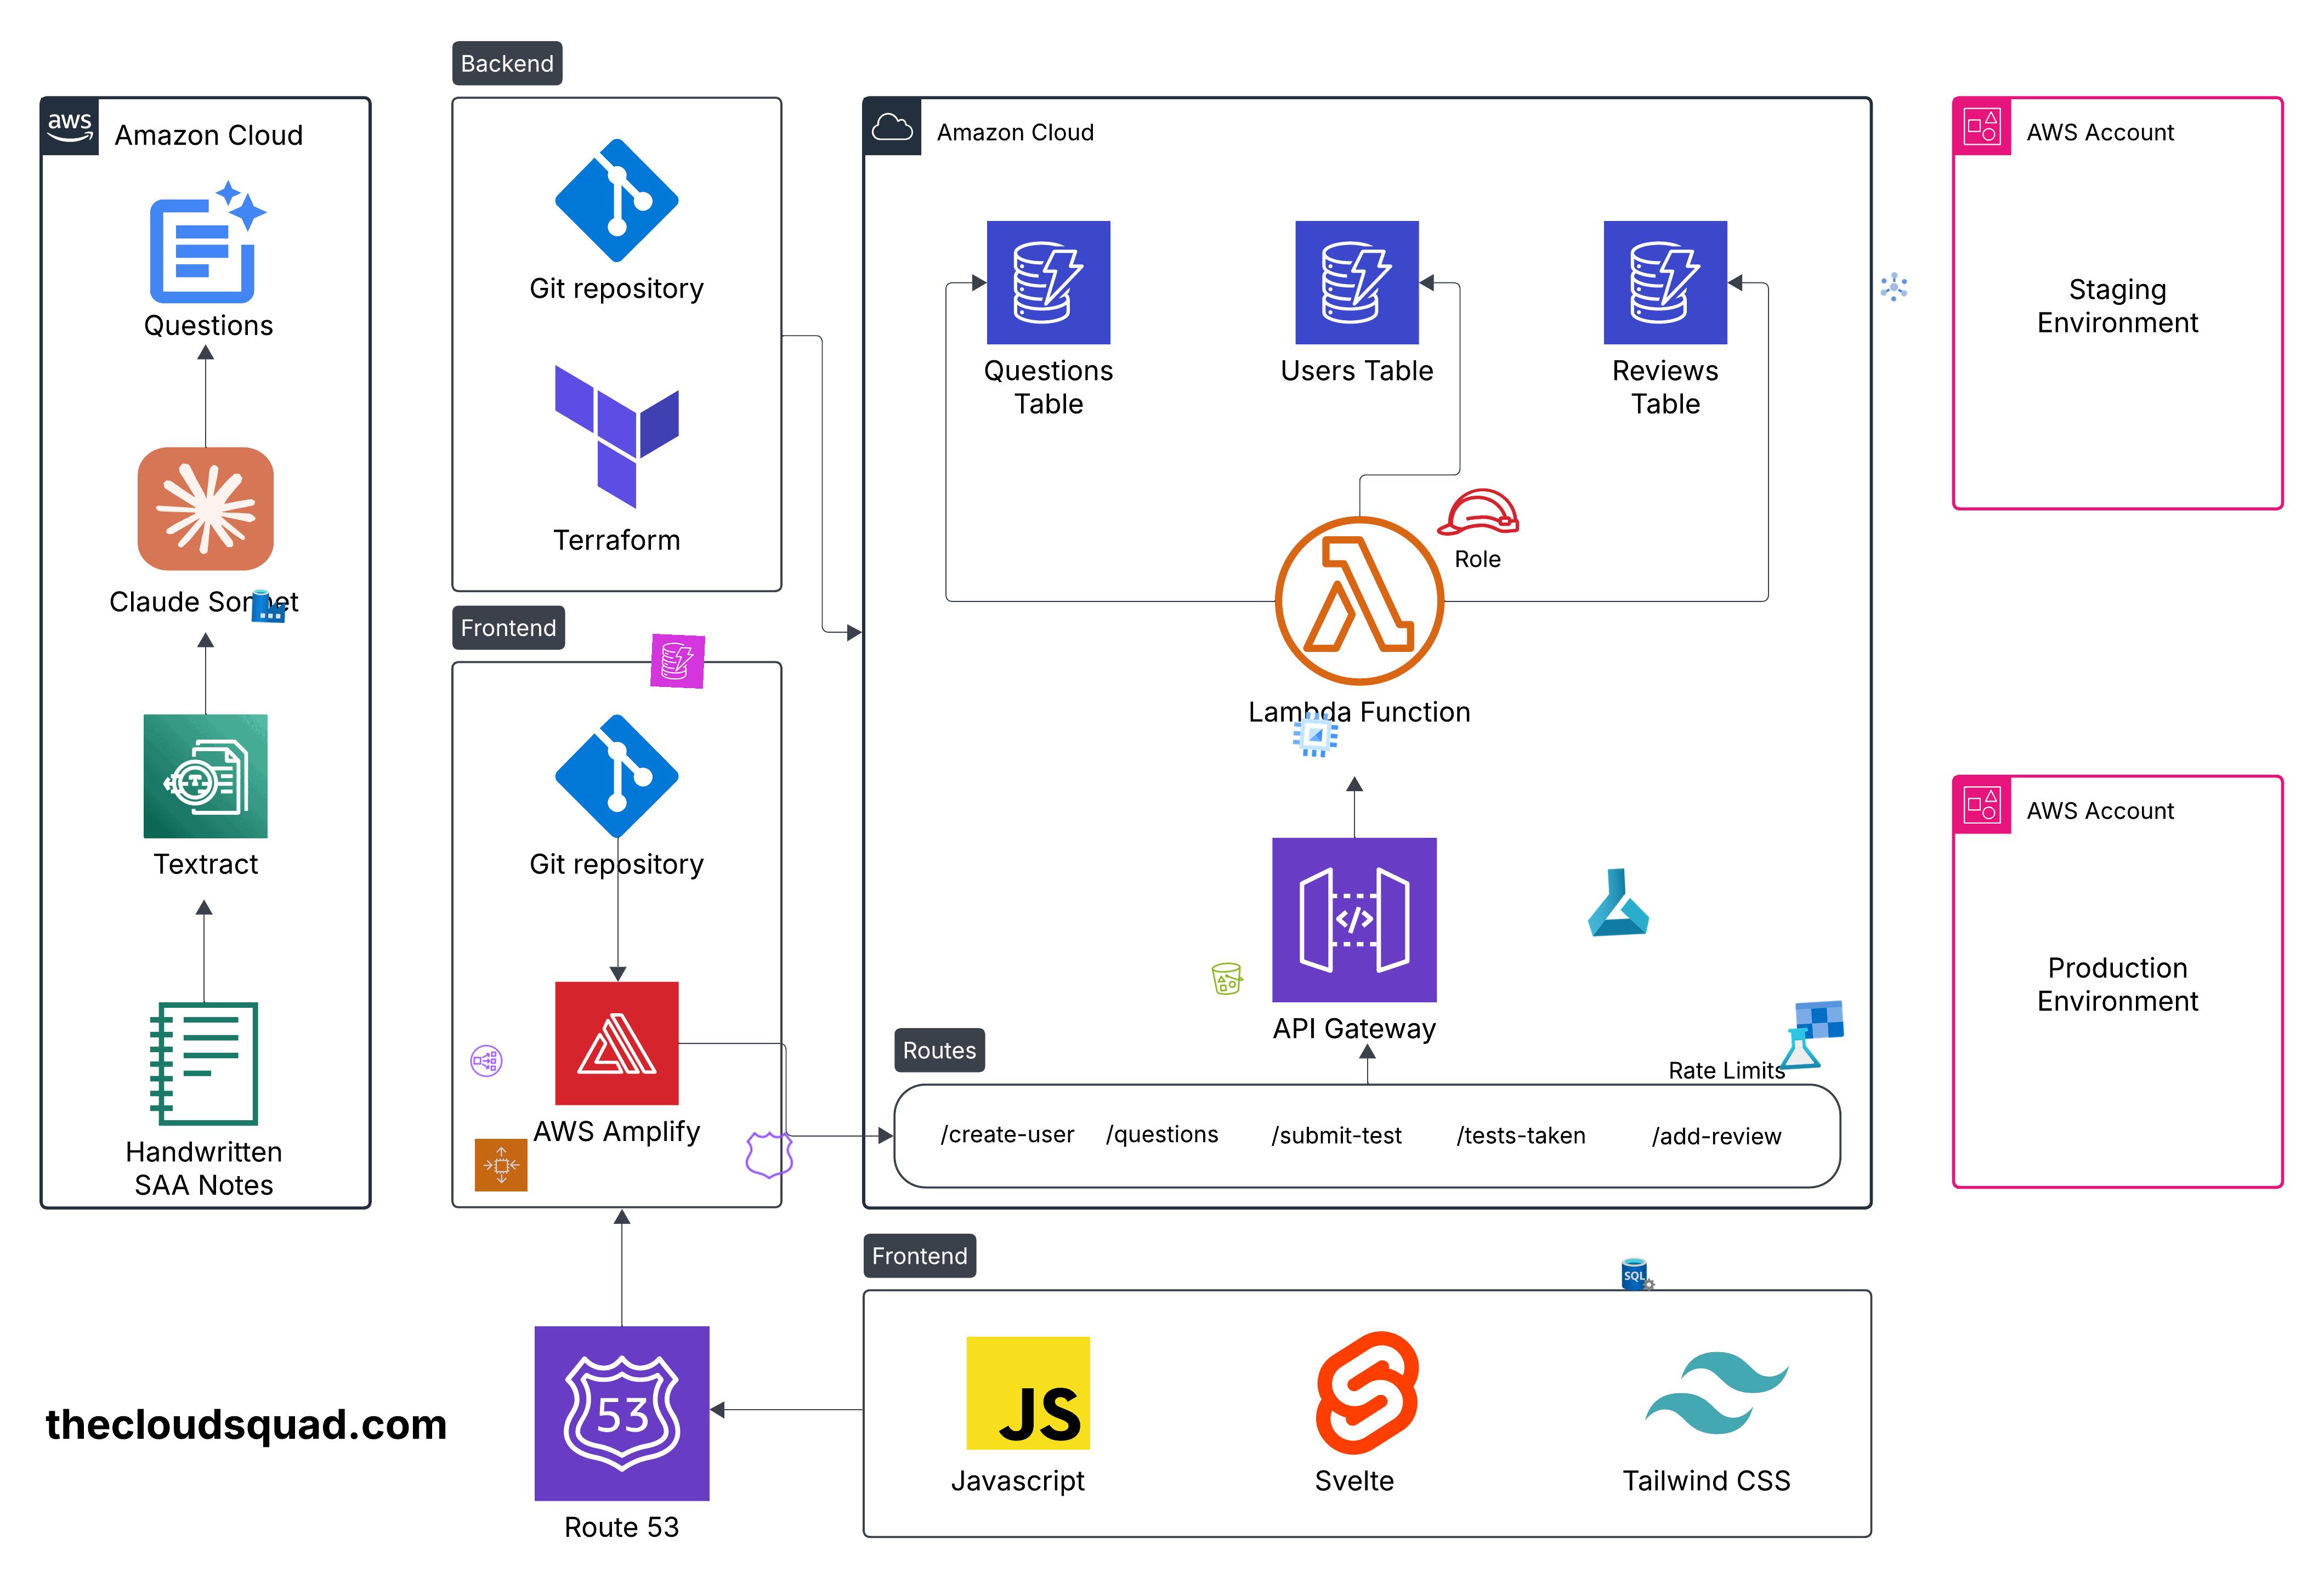 Backend
aws
Amazon Cloud
Questions
Claude Sonnet
Textract
Handwritten
SAA Notes
Git repository
Terraform
Frontend
Git repository
AWS Amplify
Amazon Cloud
Questions
Table
Users Table
Reviews
Table
Role
Lambda Function
API Gateway
Routes
Rate Limits
/create-user
/questions
/submit-test
/tests-taken
/add-review
AWS Account
Staging
Environment
AWS Account
Production
Environment
Frontend
SQL
JS
Javascript
Svelte
Tailwind CSS
53
Route 53
thecloudsquad.com